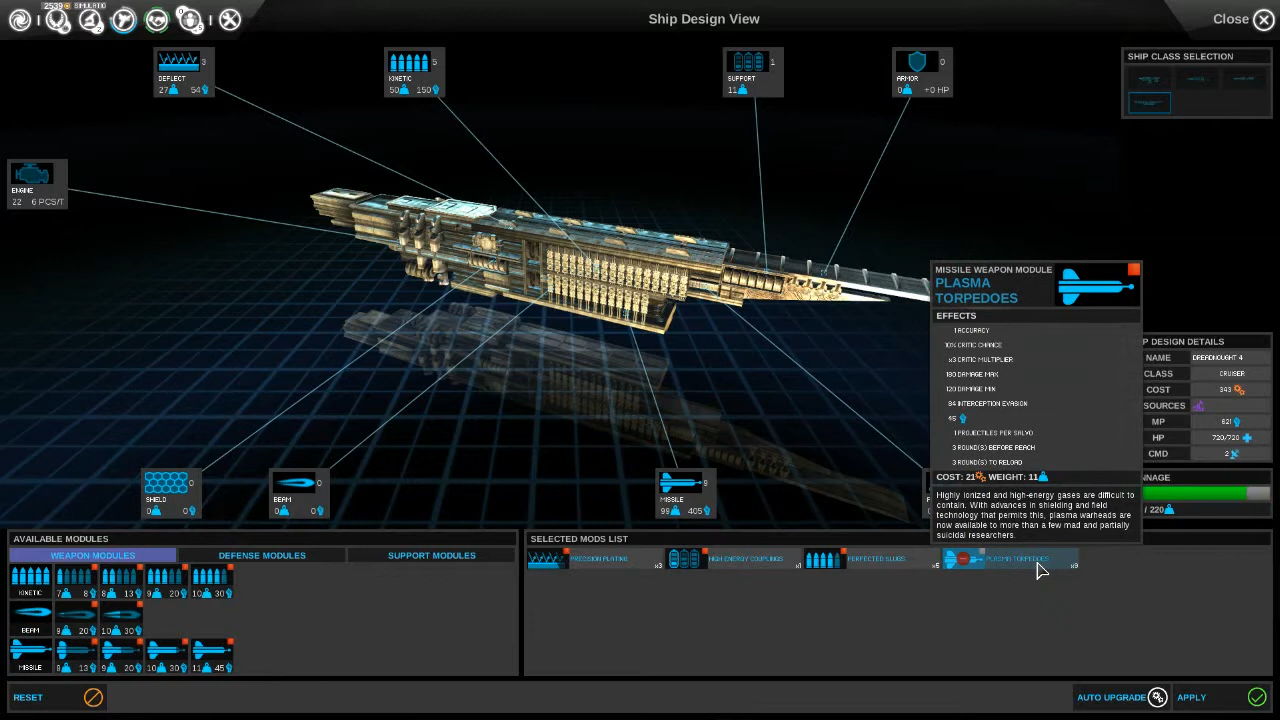 2539 SIMULATIO
Ship Design View
Close
DEFLECT
3
27 54
KINETIC
5
50 150
SUPPORT
1
11
ARMOR
0
0 +0 HP
SHIP CLASS SELECTION
ENGINE
22 6 PCS/T
MISSILE WEAPON MODULE
PLASMA
TORPEDOES
EFFECTS
1 ACCURACY
10% CRITIC CHANCE
x3 CRITIC MULTIPLIER
180 DAMAGE MAX
120 DAMAGE MIN
84 INTERCEPTION EVASION
45
1 PROJECTILES PER SALVO
3 ROUND(S) BEFORE REACH
3 ROUND(S) TO RELOAD
COST: 21 WEIGHT: 11
Highly ionized and high-energy gases are difficult to
contain. With advances in shielding and field
technology that permits this, plasma warheads are
now available to more than a few mad and partially
suicidal researchers.
P DESIGN DETAILS
NAME DREADNOUGHT 4
CLASS CRUISER
COST 343
SOURCES
MP 621
HP 720/720
CMD 2
NNAGE
/ 220
SHIELD
0
0 0
BEAM
0
0 0
MISSILE
9
99 405
AVAILABLE MODULES
WEAPON MODULES DEFENSE MODULES SUPPORT MODULES
KINETIC 7 8 8 13 9 20 10 30
BEAM 9 20 10 30
MISSILE 8 13 9 20 10 30 11 45
SELECTED MODS LIST
PRECISION PLATING x3
HIGH ENERGY COUPLINGS x1
PERFECTED SLUGS x5
PLASMA TORPEDOES x9
RESET
AUTO UPGRADE
APPLY